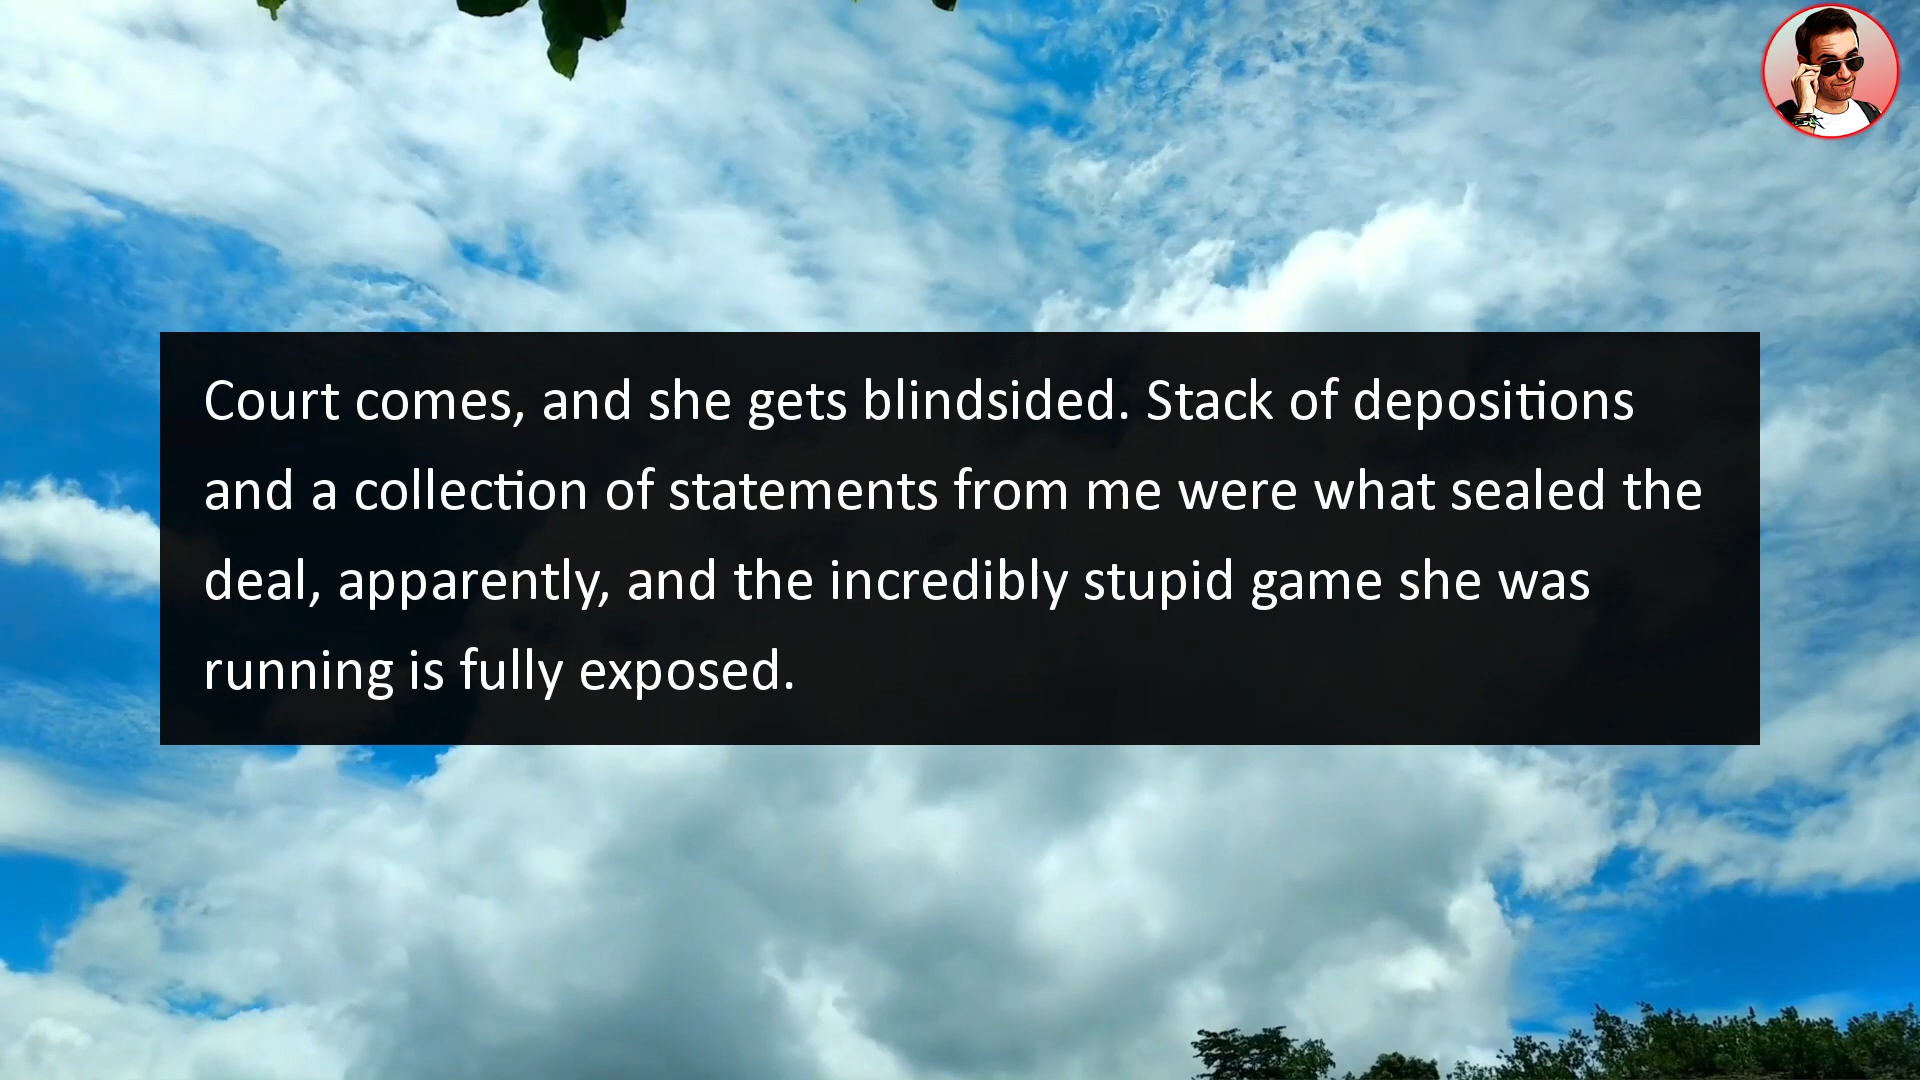 Court comes, and she gets blindsided. Stack of depositions
and a collection of statements from me were what sealed the
deal, apparently, and the incredibly stupid game she was
running is fully exposed.